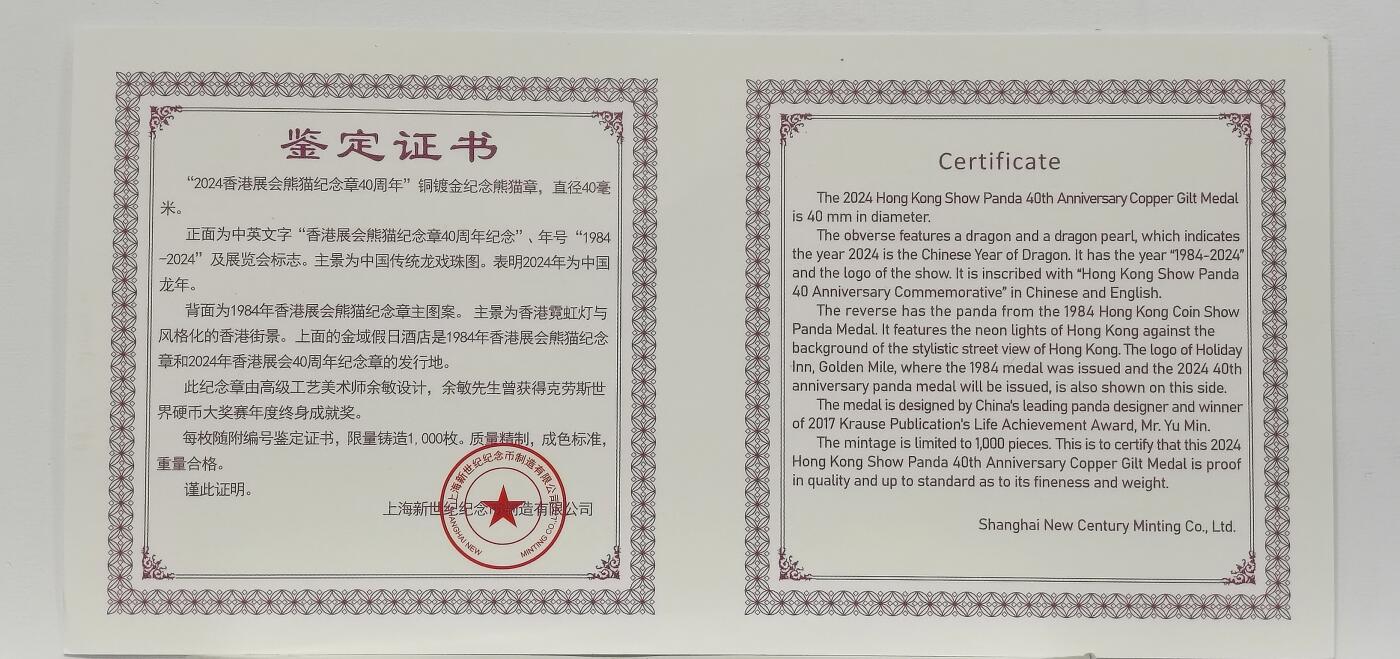 鉴定证书
“2024香港展会熊猫纪念章40周年”铜镀金纪念熊猫章，直径40毫
米。
正面为中英文字“香港展会熊猫纪念章40周年纪念”、年号“1984
-2024”及展览会标志。主景为中国传统龙戏珠图。表明2024年为中国
龙年。
背面为1984年香港展会熊猫纪念章主图案。 主景为香港霓虹灯与
风格化的香港街景。上面的金域假日酒店是1984年香港展会熊猫纪念
章和2024年香港展会40周年纪念章的发行地。
此纪念章由高级工艺美术师余敏设计，余敏先生曾获得克劳斯世
界硬币大奖赛年度终身成就奖。
每枚随附编号鉴定证书，限量铸造1,000枚。质量精制，成色标准，
重量合格。
谨此证明。
上海新世纪纪念币制造有限公司
上海新世纪纪念币制造有限公司
SHANGHAI NEW
MINTING CO.,LTD
Certificate
The 2024 Hong Kong Show Panda 40th Anniversary Copper Gilt Medal
is 40 mm in diameter.
The obverse features a dragon and a dragon pearl, which indicates
the year 2024 is the Chinese Year of Dragon. It has the year “1984-2024”
and the logo of the show. It is inscribed with “Hong Kong Show Panda
40 Anniversary Commemorative” in Chinese and English.
The reverse has the panda from the 1984 Hong Kong Coin Show
Panda Medal. It features the neon lights of Hong Kong against the
background of the stylistic street view of Hong Kong. The logo of Holiday
Inn, Golden Mile, where the 1984 medal was issued and the 2024 40th
anniversary panda medal will be issued, is also shown on this side.
The medal is designed by China's leading panda designer and winner
of 2017 Krause Publication's Life Achievement Award, Mr. Yu Min.
The mintage is limited to 1,000 pieces. This is to certify that this 2024
Hong Kong Show Panda 40th Anniversary Copper Gilt Medal is proof
in quality and up to standard as to its fineness and weight.
Shanghai New Century Minting Co., Ltd.